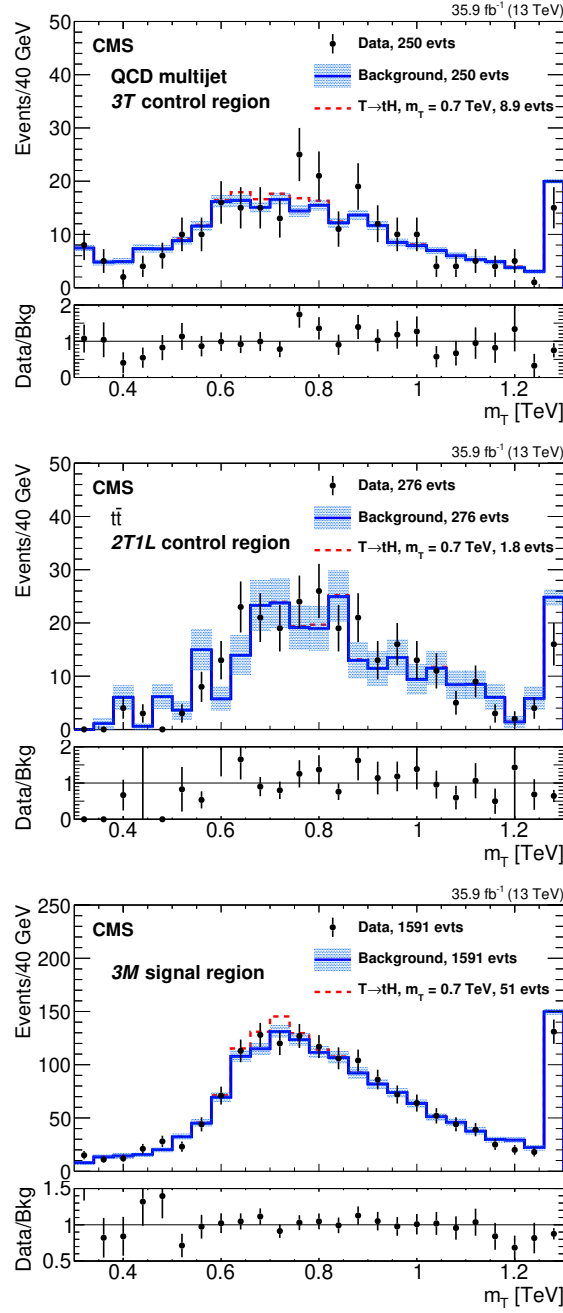 35.9 fb⁻¹ (13 TeV)
50
40
30
20
10
0
Events/40 GeV
CMS
QCD multijet
3T control region
Data, 250 evts
Background, 250 evts
T→tH, m_T = 0.7 TeV, 8.9 evts
2
1
0
Data/Bkg
0.4 0.6 0.8 1 1.2
m_T [TeV]
35.9 fb⁻¹ (13 TeV)
50
40
30
20
10
0
Events/40 GeV
CMS
tt̄
2T1L control region
Data, 276 evts
Background, 276 evts
T→tH, m_T = 0.7 TeV, 1.8 evts
2
1
0
Data/Bkg
0.4 0.6 0.8 1 1.2
m_T [TeV]
35.9 fb⁻¹ (13 TeV)
250
200
150
100
50
0
Events/40 GeV
CMS
3M signal region
Data, 1591 evts
Background, 1591 evts
T→tH, m_T = 0.7 TeV, 51 evts
1.5
1
0.5
Data/Bkg
0.4 0.6 0.8 1 1.2
m_T [TeV]